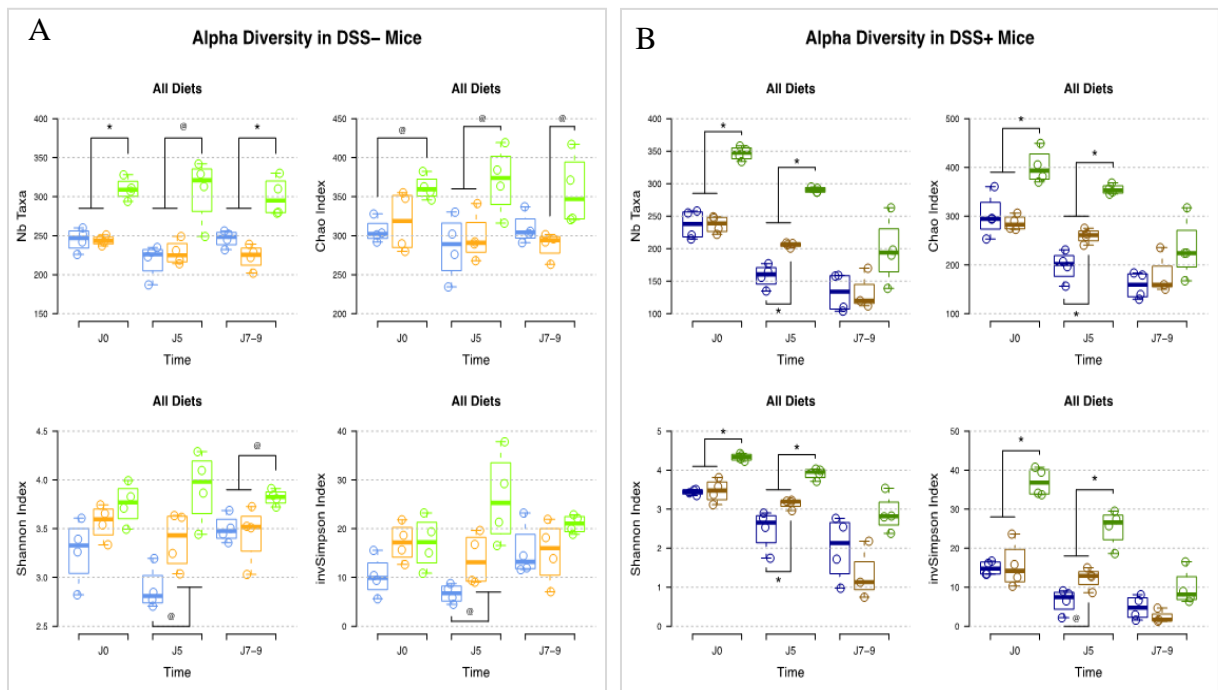 A
Alpha Diversity in DSS– Mice
All Diets
Nb Taxa
400
350
300
250
200
150
* @ *
J0 J5 J7−9
Time
All Diets
Chao Index
450
400
350
300
250
200
@ @ @
J0 J5 J7−9
Time
All Diets
Shannon Index
4.5
4.0
3.5
3.0
2.5
@ @
J0 J5 J7−9
Time
All Diets
invSimpson Index
40
30
20
10
0
@
J0 J5 J7−9
Time
B
Alpha Diversity in DSS+ Mice
All Diets
Nb Taxa
400
350
300
250
200
150
100
* * *
J0 J5 J7−9
Time
All Diets
Chao Index
500
400
300
200
100
* * *
J0 J5 J7−9
Time
All Diets
Shannon Index
5
4
3
2
1
0
* * *
J0 J5 J7−9
Time
All Diets
invSimpson Index
50
40
30
20
10
0
* * @
J0 J5 J7−9
Time